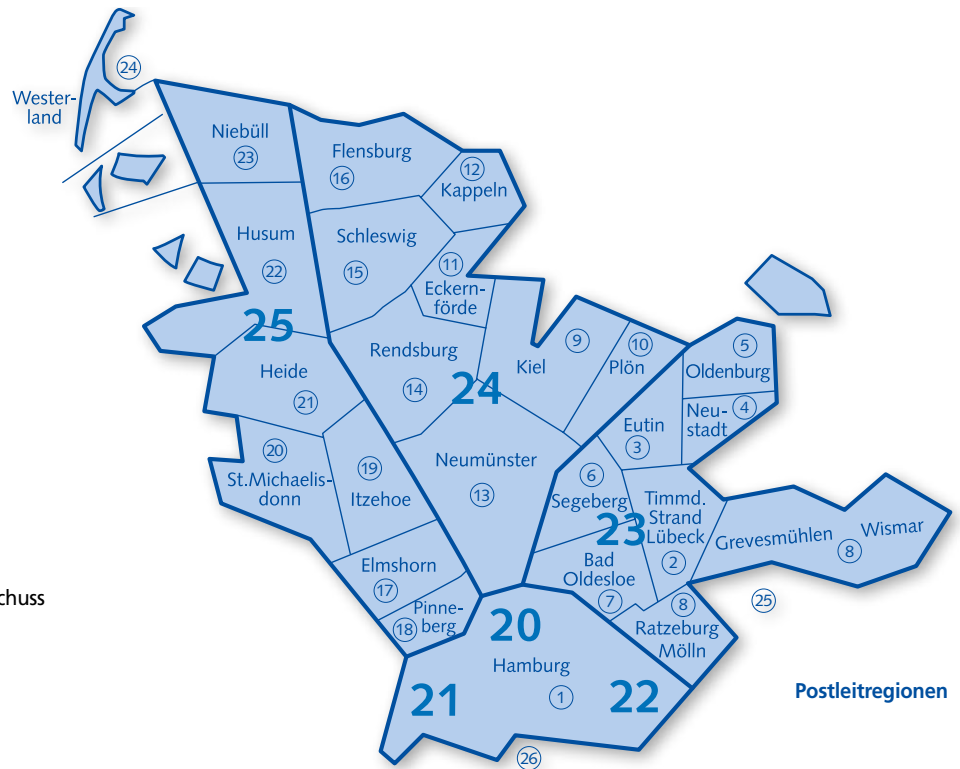 24
Wester-
land
Niebüll
23
Flensburg
16
12
Kappeln
Husum
22
Schleswig
15
11
Eckern-
förde
25
Rendsburg
14
24
Kiel
9
10
Plön
5
Oldenburg
Neu-
stadt
4
Heide
21
Eutin
3
20
St.Michaelis-
donn
19
Itzehoe
Neumünster
13
6
Segeberg
23
Timmd.
Strand
Lübeck
2
Grevesmühlen
8
Wismar
Elmshorn
17
Bad
Oldesloe
7
8
Ratzeburg
Mölln
25
chuss
18
Pinne-
berg
20
Hamburg
1
21
22
Postleitregionen
26